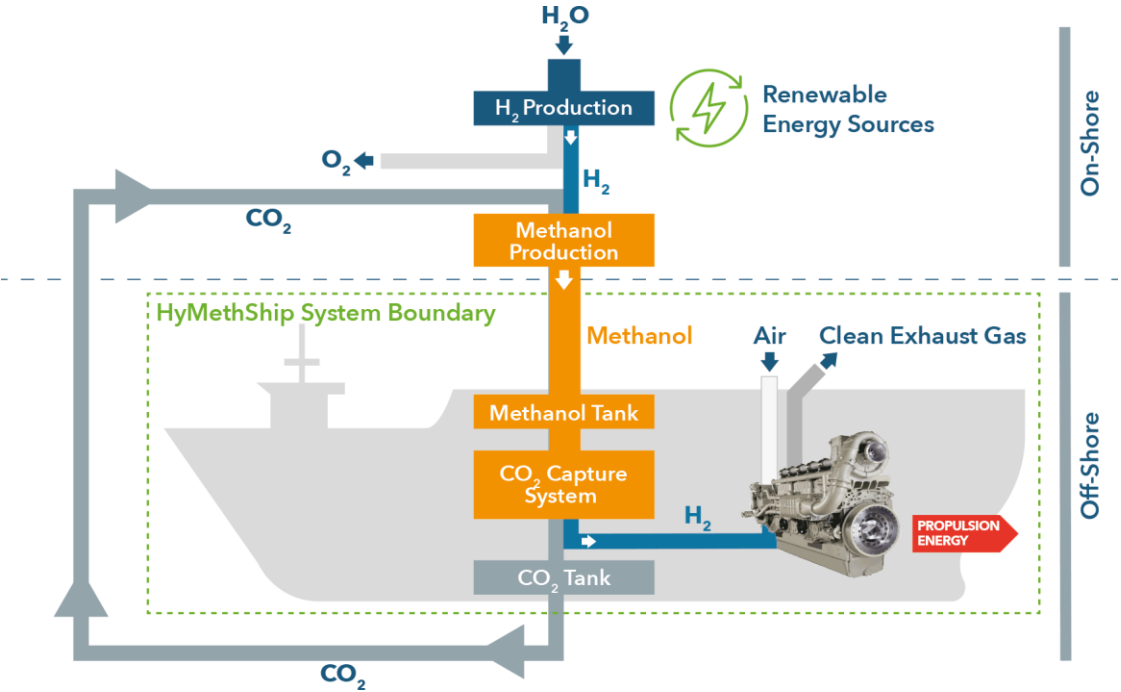 H₂O
H₂ Production
Renewable
Energy Sources
O₂
H₂
CO₂
Methanol
Production
On-Shore
HyMethShip System Boundary
Methanol
Air
Clean Exhaust Gas
Methanol Tank
CO₂ Capture
System
H₂
PROPULSION
ENERGY
CO₂ Tank
CO₂
Off-Shore